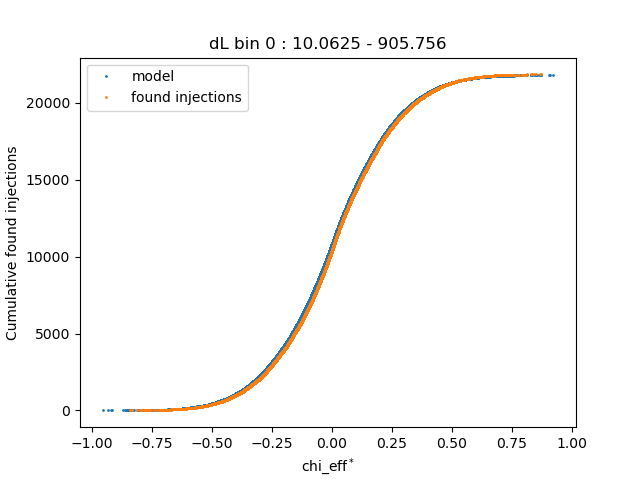 dL bin 0 : 10.0625 - 905.756
model
found injections
Cumulative found injections
20000
15000
10000
5000
0
−1.00 −0.75 −0.50 −0.25 0.00 0.25 0.50 0.75 1.00
chi_eff*